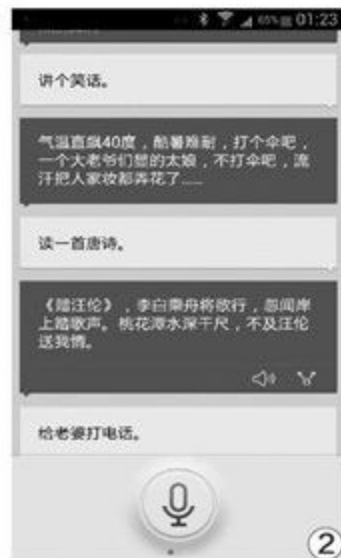 65% 01:23
讲个笑话。
气温直飙40度，酷暑难耐，打个伞吧，
一个大老爷们显的太娘，不打伞吧，流
汗把人家妆都弄花了......
读一首唐诗。
《赠汪伦》，李白乘舟将欲行，忽闻岸
上踏歌声。桃花潭水深千尺，不及汪伦
送我情。
给老婆打电话。
②